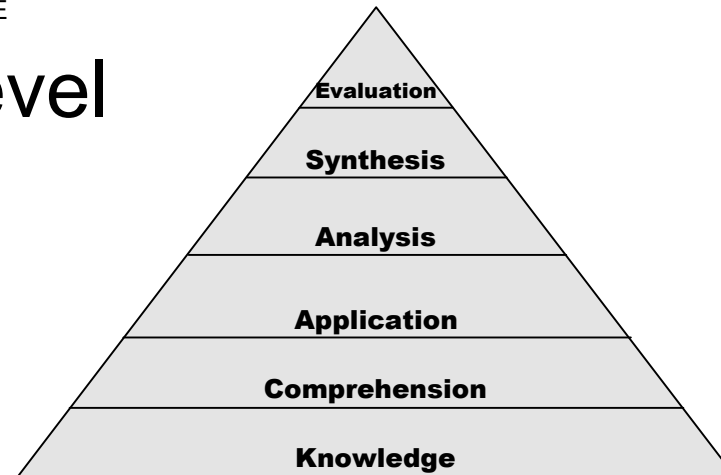 E
evel
Evaluation
Synthesis
Analysis
Application
Comprehension
Knowledge